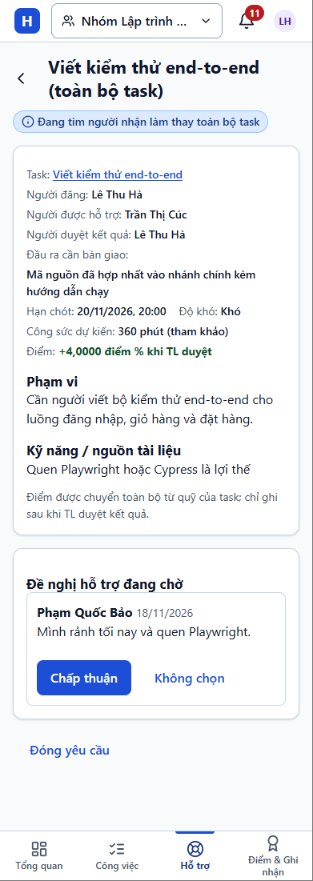 H
Nhóm Lập trình ...
11
LH
Viết kiểm thử end-to-end
(toàn bộ task)
Đang tìm người nhận làm thay toàn bộ task
Task: Viết kiểm thử end-to-end
Người đăng: Lê Thu Hà
Người được hỗ trợ: Trần Thị Cúc
Người duyệt kết quả: Lê Thu Hà
Đầu ra cần bàn giao:
Mã nguồn đã hợp nhất vào nhánh chính kèm
hướng dẫn chạy
Hạn chót: 20/11/2026, 20:00 Độ khó: Khó
Công sức dự kiến: 360 phút (tham khảo)
Điểm: +4,0000 điểm % khi TL duyệt
Phạm vi
Cần người viết bộ kiểm thử end-to-end cho
luồng đăng nhập, giỏ hàng và đặt hàng.
Kỹ năng / nguồn tài liệu
Quen Playwright hoặc Cypress là lợi thế
Điểm được chuyển toàn bộ từ quỹ của task; chỉ ghi
sau khi TL duyệt kết quả.
Đề nghị hỗ trợ đang chờ
Phạm Quốc Bảo 18/11/2026
Mình rảnh tối nay và quen Playwright.
Chấp thuận Không chọn
Đóng yêu cầu
Tổng quan
Công việc
Hỗ trợ
Điểm & Ghi
nhận